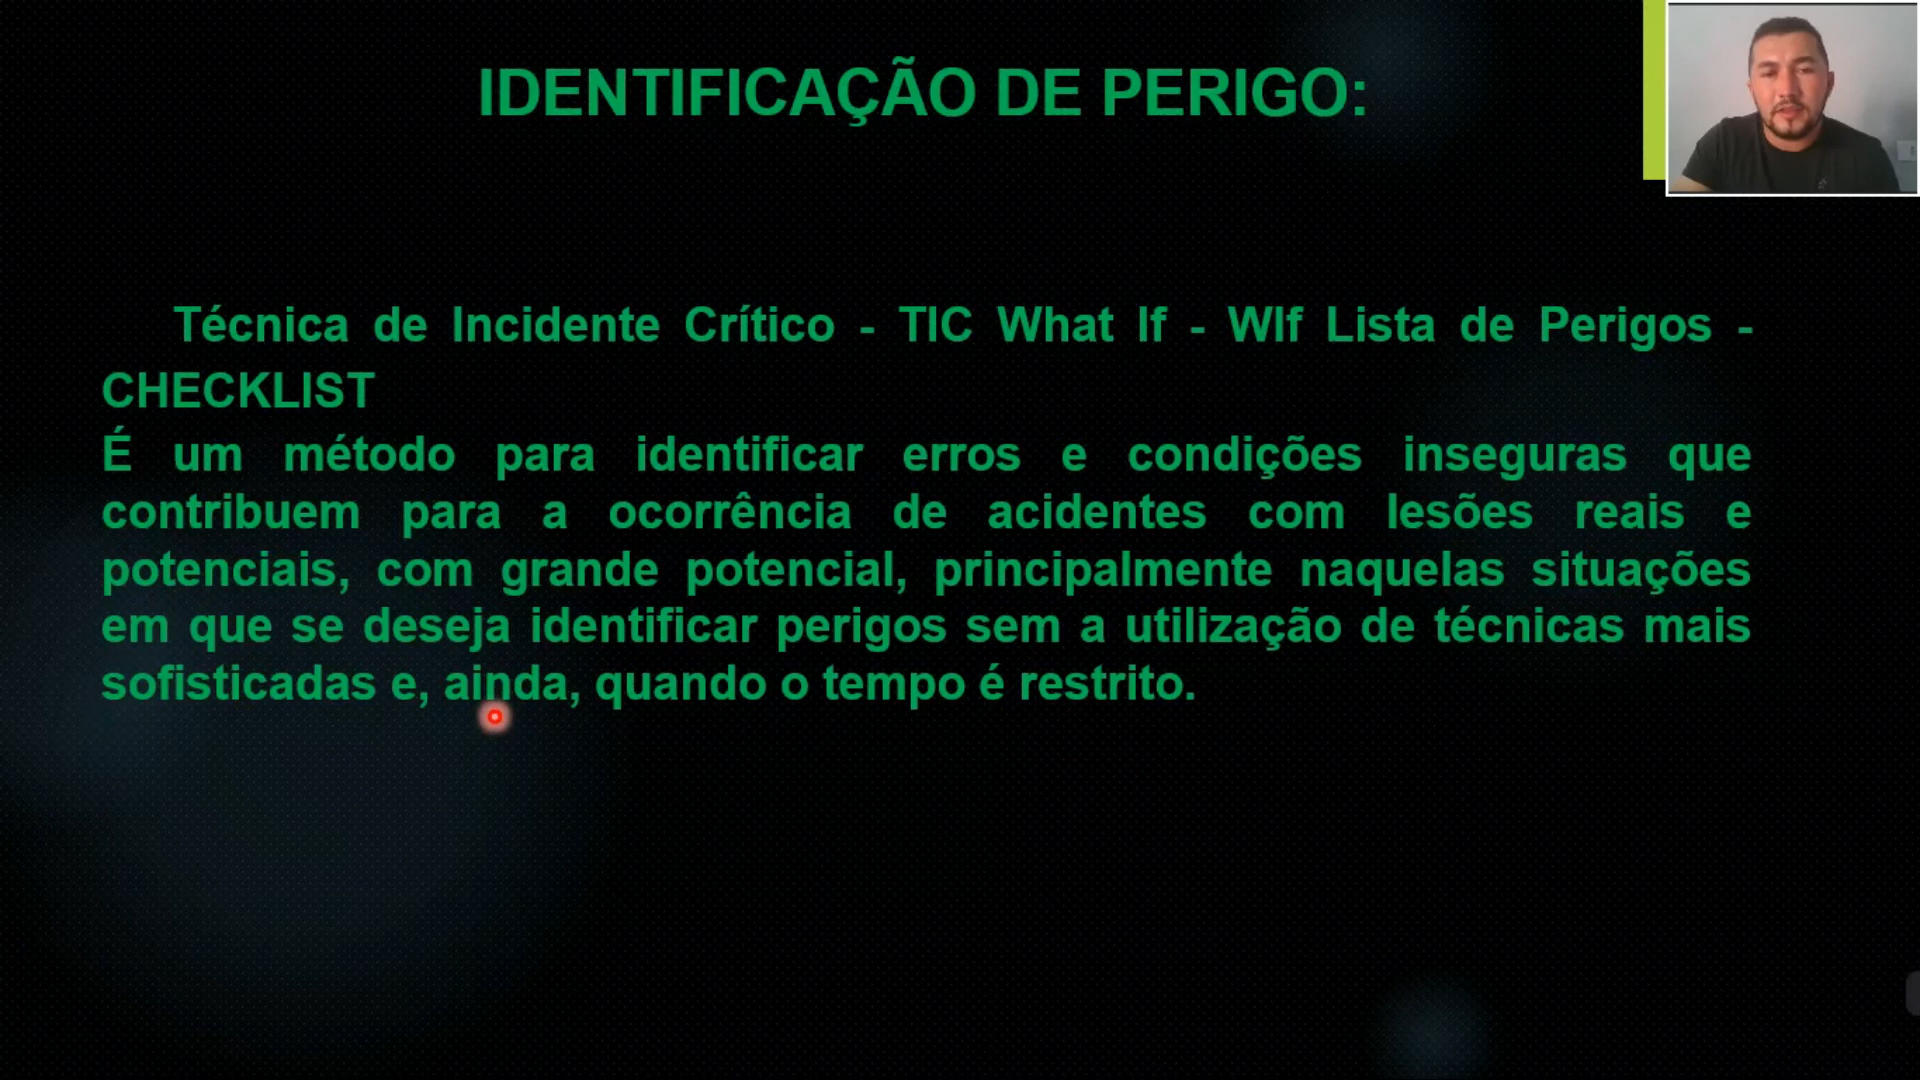 IDENTIFICAÇÃO DE PERIGO:
Técnica de Incidente Crítico - TIC What If - WIf Lista de Perigos -
CHECKLIST
É um método para identificar erros e condições inseguras que
contribuem para a ocorrência de acidentes com lesões reais e
potenciais, com grande potencial, principalmente naquelas situações
em que se deseja identificar perigos sem a utilização de técnicas mais
sofisticadas e, ainda, quando o tempo é restrito.